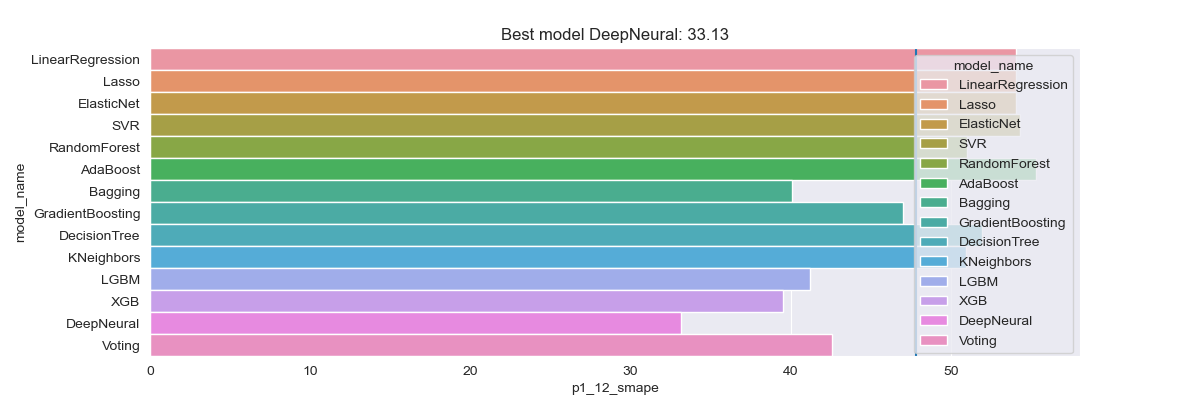 Best model DeepNeural: 33.13
model_name
LinearRegression
Lasso
ElasticNet
SVR
RandomForest
AdaBoost
Bagging
GradientBoosting
DecisionTree
KNeighbors
LGBM
XGB
DeepNeural
Voting
model_name
LinearRegression
Lasso
ElasticNet
SVR
RandomForest
AdaBoost
Bagging
GradientBoosting
DecisionTree
KNeighbors
LGBM
XGB
DeepNeural
Voting
0 10 20 30 40 50
p1_12_smape